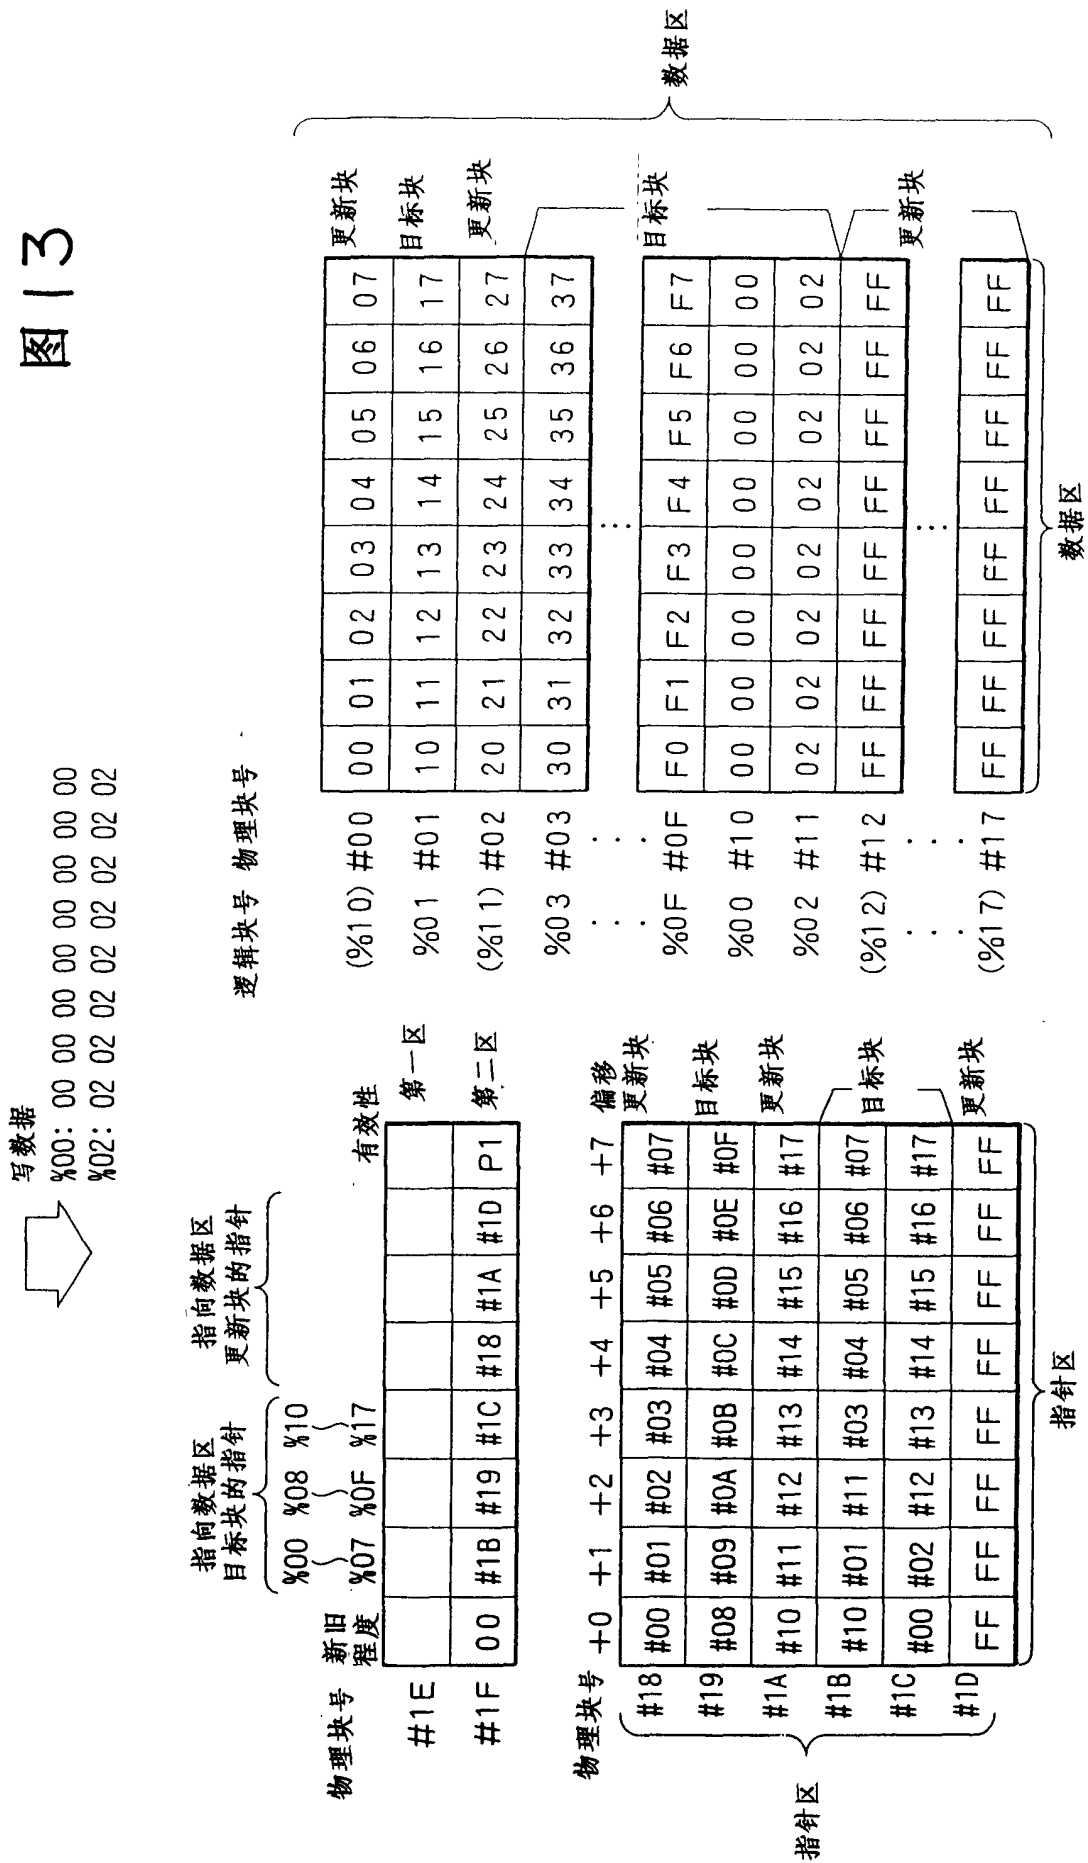 图13
写数据
%00: 00 00 00 00 00 00 00 00
%02: 02 02 02 02 02 02 02 02
指向数据区
目标块的指针
指向数据区
更新块的指针
物理块号
新旧
程度
%00 %08 %10
%07 %0F %17
有效性
#1E 第一区
#1F 00 #1B #19 #1C #18 #1A #1D P1 第二区
物理块号 +0 +1 +2 +3 +4 +5 +6 +7 偏移
#18 #00 #01 #02 #03 #04 #05 #06 #07 更新块
#19 #08 #09 #0A #0B #0C #0D #0E #0F 目标块
#1A #10 #11 #12 #13 #14 #15 #16 #17 更新块
#1B #10 #01 #11 #03 #04 #05 #06 #07
目标块
#1C #00 #02 #12 #13 #14 #15 #16 #17
#1D FF FF FF FF FF FF FF FF 更新块
指针区
指针区
逻辑块号 物理块号
(%10) #00 00 01 02 03 04 05 06 07 更新块
%01 #01 10 11 12 13 14 15 16 17 目标块
(%11) #02 20 21 22 23 24 25 26 27 更新块
%03 #03 30 31 32 33 34 35 36 37
目标块
%0F #0F F0 F1 F2 F3 F4 F5 F6 F7
%00 #10 00 00 00 00 00 00 00 00
%02 #11 02 02 02 02 02 02 02 02
(%12) #12 FF FF FF FF FF FF FF FF
更新块
(%17) #17 FF FF FF FF FF FF FF FF
数据区
数据区